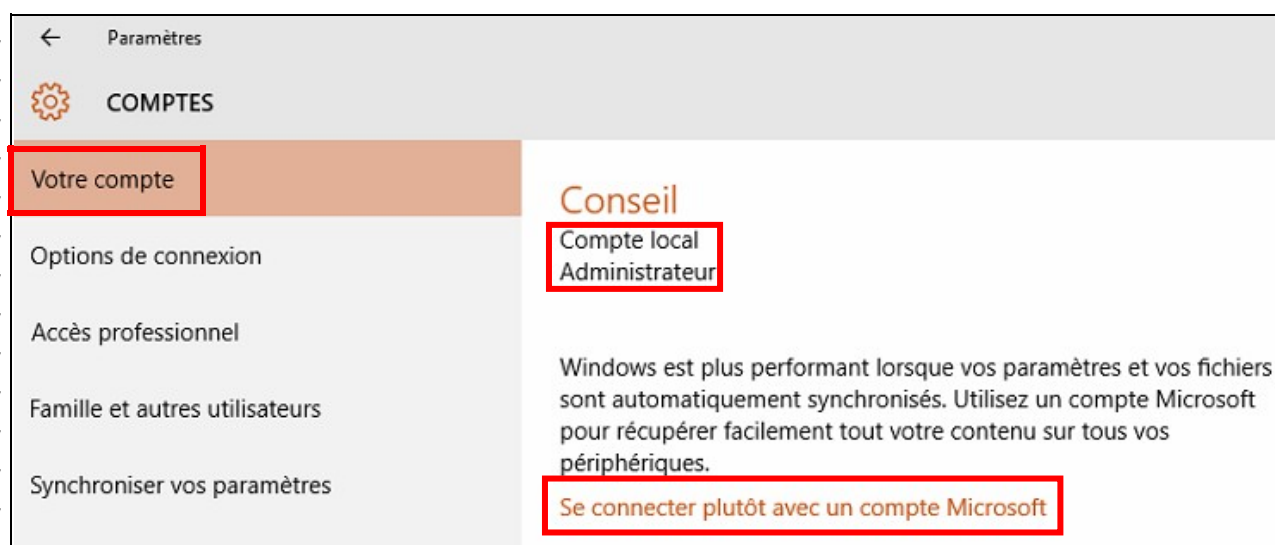 Paramètres
COMPTES
Votre compte
Options de connexion
Accès professionnel
Famille et autres utilisateurs
Synchroniser vos paramètres
Conseil
Compte local
Administrateur
Windows est plus performant lorsque vos paramètres et vos fichiers
sont automatiquement synchronisés. Utilisez un compte Microsoft
pour récupérer facilement tout votre contenu sur tous vos
périphériques.
Se connecter plutôt avec un compte Microsoft